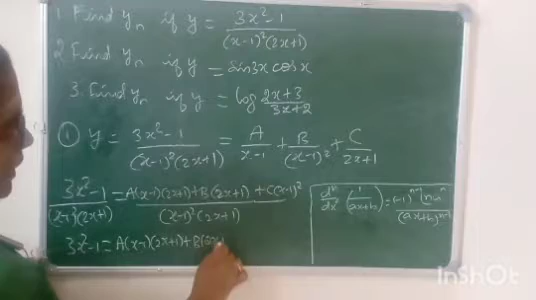 1. Find yₙ if y = (3x² - 1)/((x-1)²(2x+1))
2. Find yₙ if y = sin3x cosx
3. Find yₙ if y = log (2x+3)/(3x+2)
① y = (3x² - 1)/((x-1)²(2x+1)) = A/(x-1) + B/(x-1)² + C/(2x+1)
(3x² - 1)/((x-1)²(2x+1)) = (A(x-1)(2x+1) + B(2x+1) + C(x-1)²)/((x-1)²(2x+1))
dⁿ/dxⁿ (1/(ax+b)) = (-1)ⁿ
(ax+b)ⁿ⁺¹
3x² - 1 = A(x-1)(2x+1) + B(2x
InShOt